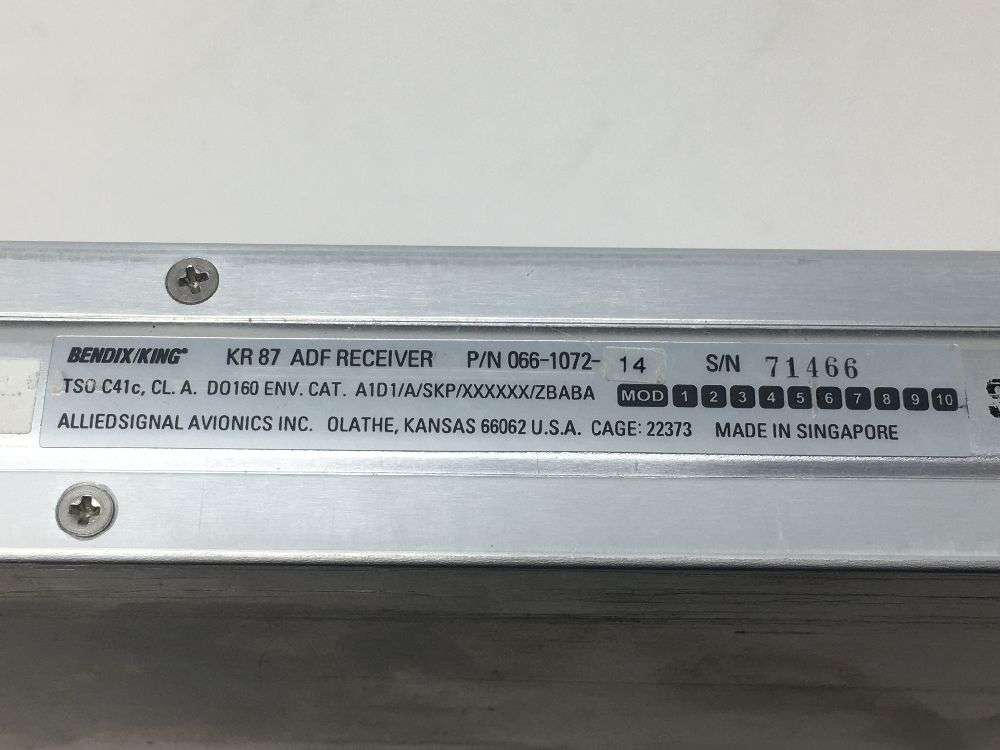 BENDIX/KING® KR 87 ADF RECEIVER P/N 066-1072- 14 S/N 71466
TSO C41c, CL. A. DO160 ENV. CAT. A1D1/A/SKP/XXXXXX/ZBABA MOD 1 2 3 4 5 6 7 8 9 10
ALLIEDSIGNAL AVIONICS INC. OLATHE, KANSAS 66062 U.S.A. CAGE: 22373 MADE IN SINGAPORE